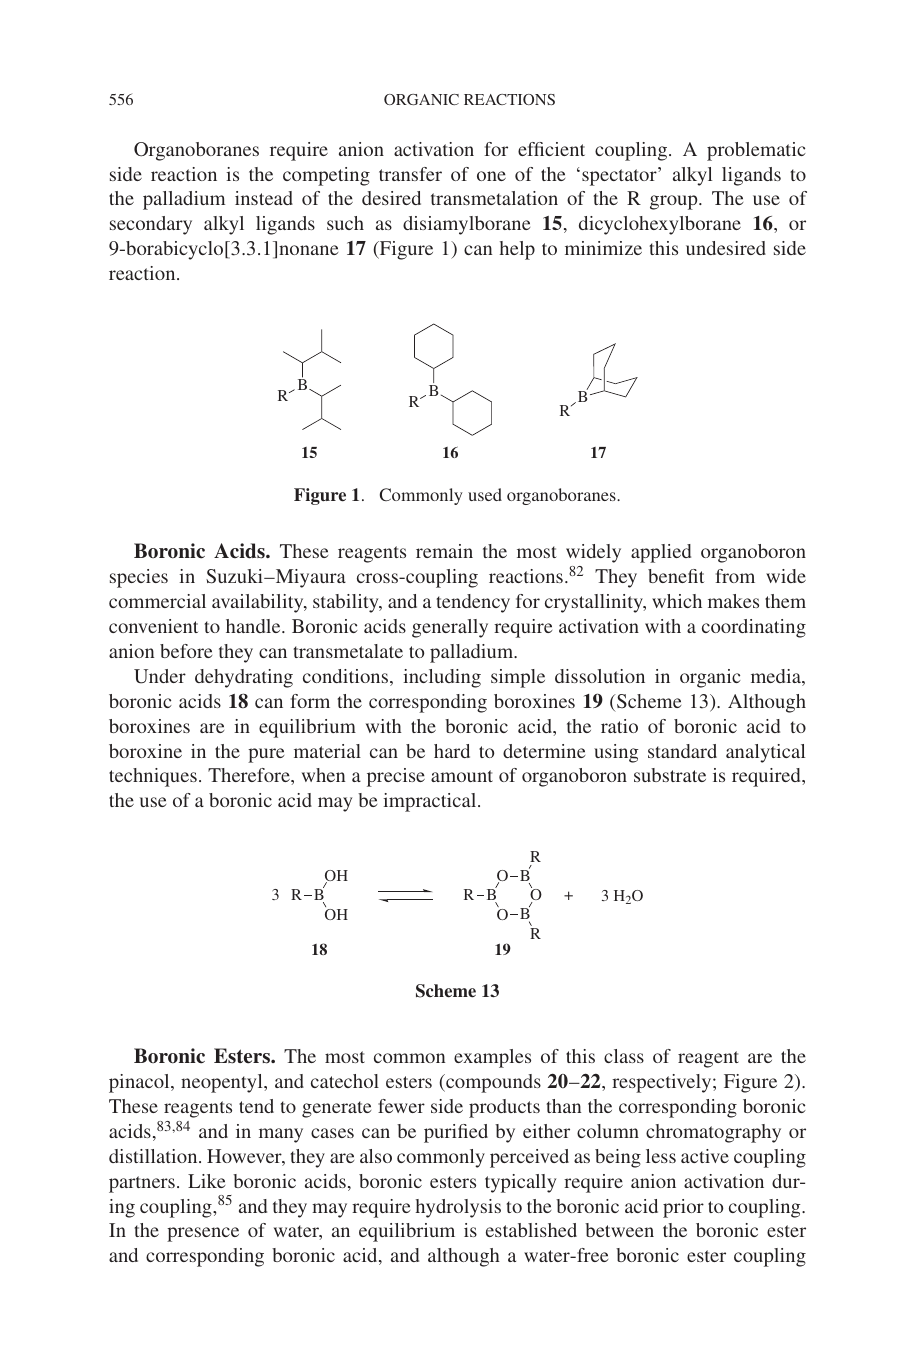 556
ORGANIC REACTIONS
Organoboranes require anion activation for efficient coupling. A problematic
side reaction is the competing transfer of one of the ‘spectator’ alkyl ligands to
the palladium instead of the desired transmetalation of the R group. The use of
secondary alkyl ligands such as disiamylborane 15, dicyclohexylborane 16, or
9-borabicyclo[3.3.1]nonane 17 (Figure 1) can help to minimize this undesired side
reaction.
B
R
B
R
B
R
15
16
17
Figure 1. Commonly used organoboranes.
Boronic Acids. These reagents remain the most widely applied organoboron
species in Suzuki–Miyaura cross-coupling reactions.82 They benefit from wide
commercial availability, stability, and a tendency for crystallinity, which makes them
convenient to handle. Boronic acids generally require activation with a coordinating
anion before they can transmetalate to palladium.
Under dehydrating conditions, including simple dissolution in organic media,
boronic acids 18 can form the corresponding boroxines 19 (Scheme 13). Although
boroxines are in equilibrium with the boronic acid, the ratio of boronic acid to
boroxine in the pure material can be hard to determine using standard analytical
techniques. Therefore, when a precise amount of organoboron substrate is required,
the use of a boronic acid may be impractical.
R
OH
O–B
3 R–B
R–B
O
+
3 H2O
OH
O–B
R
18
19
Scheme 13
Boronic Esters. The most common examples of this class of reagent are the
pinacol, neopentyl, and catechol esters (compounds 20–22, respectively; Figure 2).
These reagents tend to generate fewer side products than the corresponding boronic
acids,83,84 and in many cases can be purified by either column chromatography or
distillation. However, they are also commonly perceived as being less active coupling
partners. Like boronic acids, boronic esters typically require anion activation dur-
ing coupling,85 and they may require hydrolysis to the boronic acid prior to coupling.
In the presence of water, an equilibrium is established between the boronic ester
and corresponding boronic acid, and although a water-free boronic ester coupling